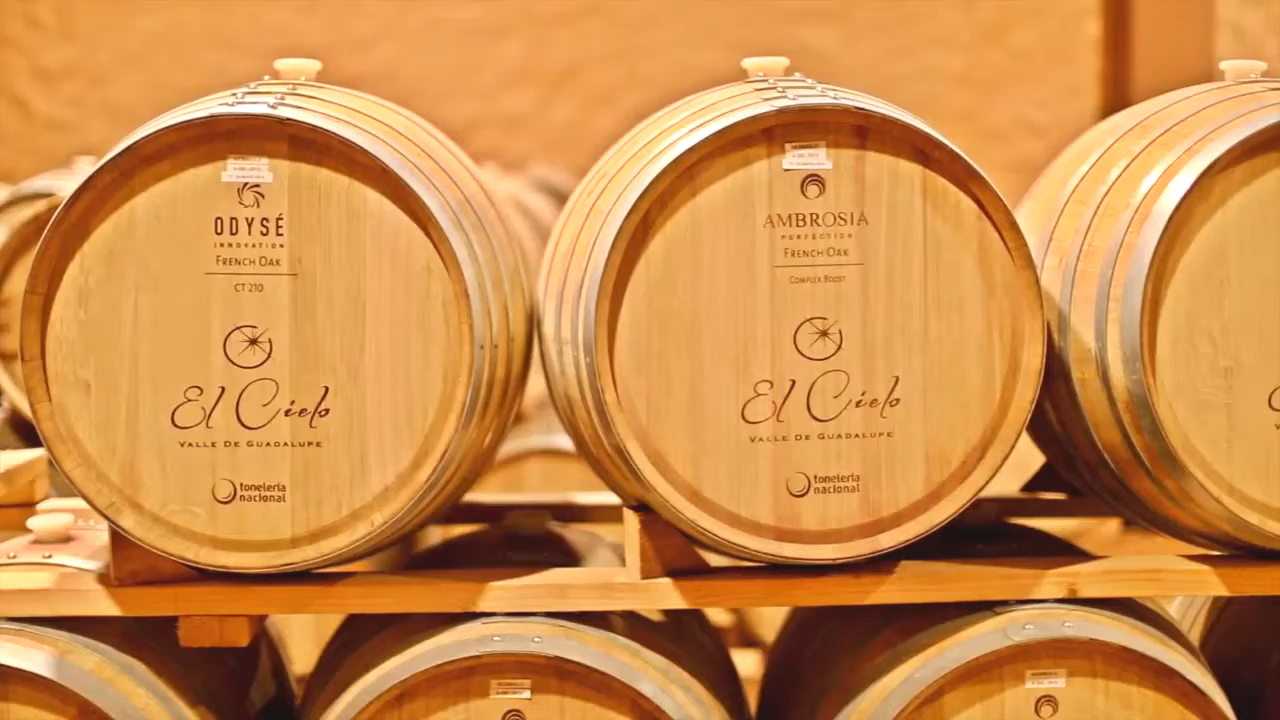 ODYSÉ
INNOVATION
FRENCH OAK
CT 210
El Cielo
VALLE DE GUADALUPE
tonelería
nacional
AMBROSIA
PERFECTION
FRENCH OAK
COMPLEX BOOST
El Cielo
VALLE DE GUADALUPE
tonelería
nacional